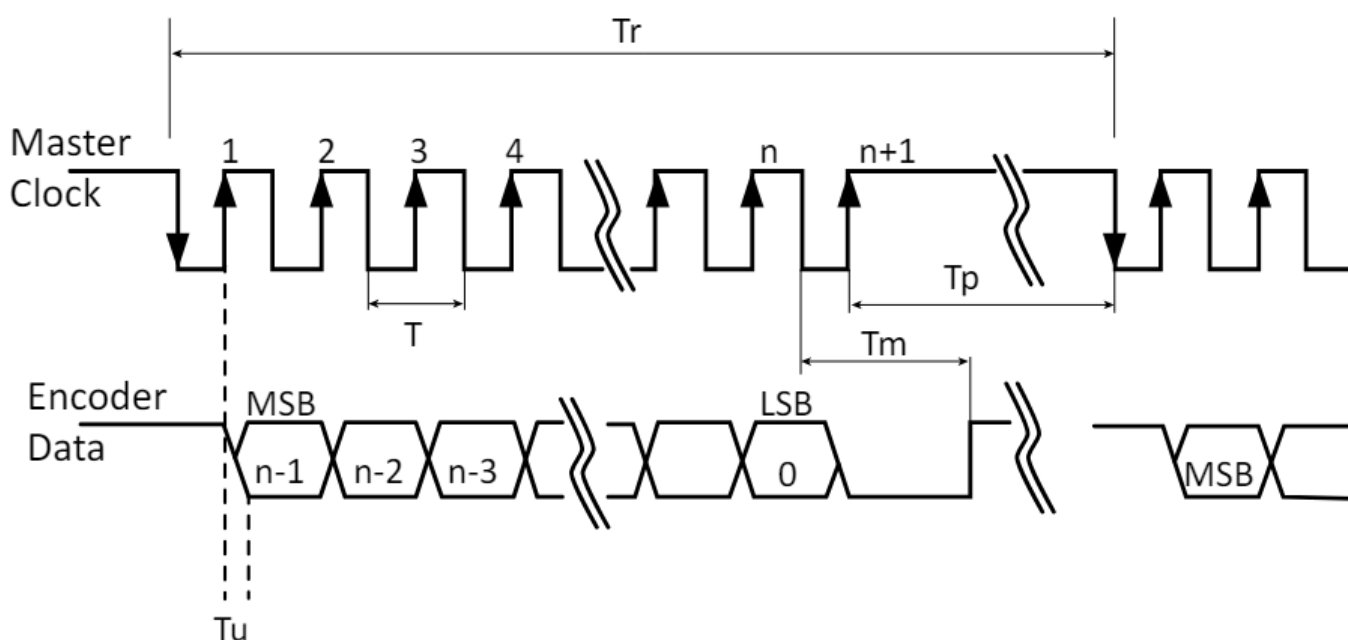 Tr
Master
Clock
1 2 3 4 n n+1
T
Tp
Tm
Encoder
Data
MSB LSB
n-1 n-2 n-3 0 MSB
Tu